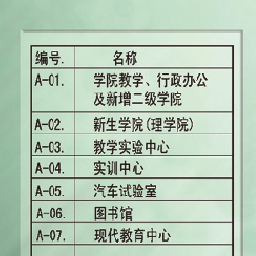 编号. 名称
A-01. 学院教学、行政办公
及新增二级学院
A-02. 新生学院(理学院)
A-03. 教学实验中心
A-04. 实训中心
A-05. 汽车试验室
A-06. 图书馆
A-07. 现代教育中心